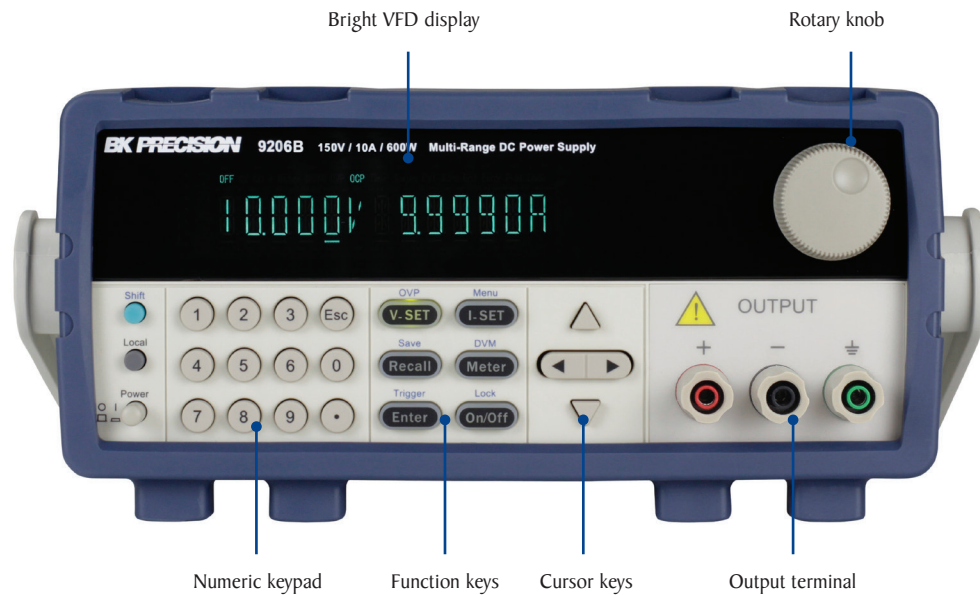 Bright VFD display
Rotary knob
BK PRECISION 9206B 150V / 10A / 600W Multi-Range DC Power Supply
OFF OCP
10.000V 9.9990A
Shift
Local
Power
O I
1 2 3 Esc
4 5 6 0
7 8 9 .
OVP Menu
V-SET I-SET
Save DVM
Recall Meter
Trigger Lock
Enter On/Off
OUTPUT
+ −
Numeric keypad
Function keys
Cursor keys
Output terminal